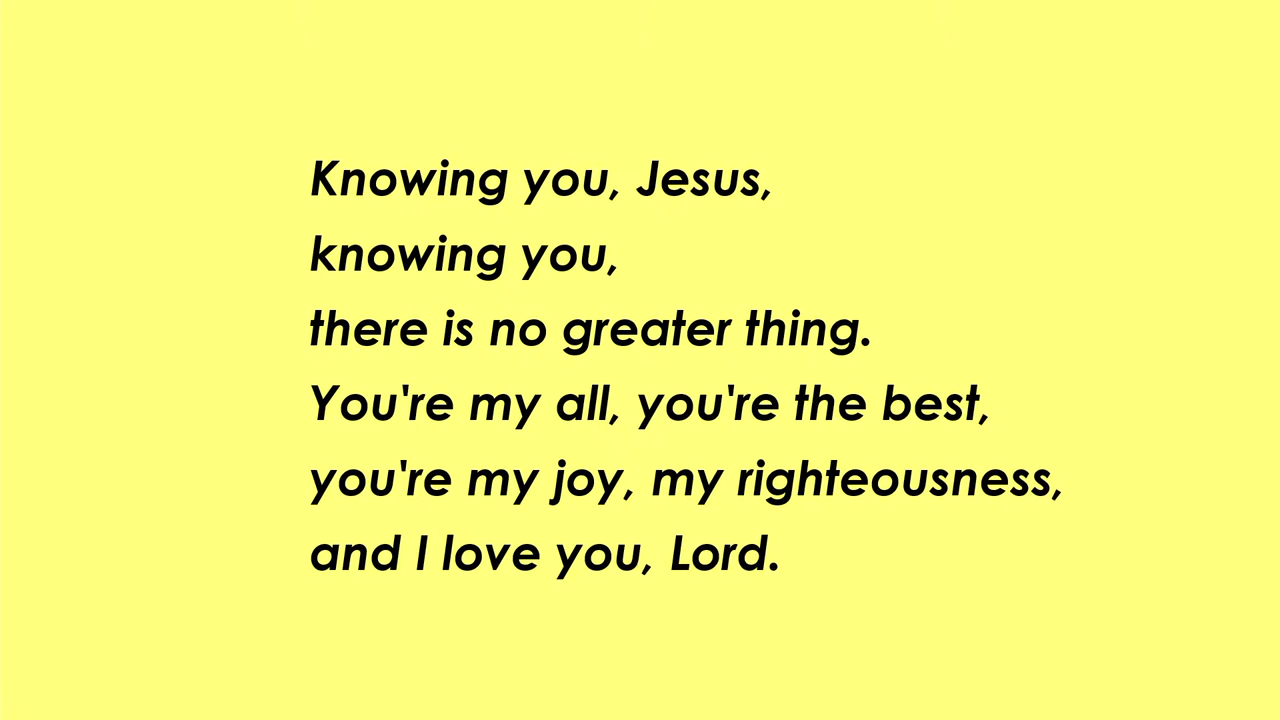 Knowing you, Jesus,
knowing you,
there is no greater thing.
You're my all, you're the best,
you're my joy, my righteousness,
and I love you, Lord.